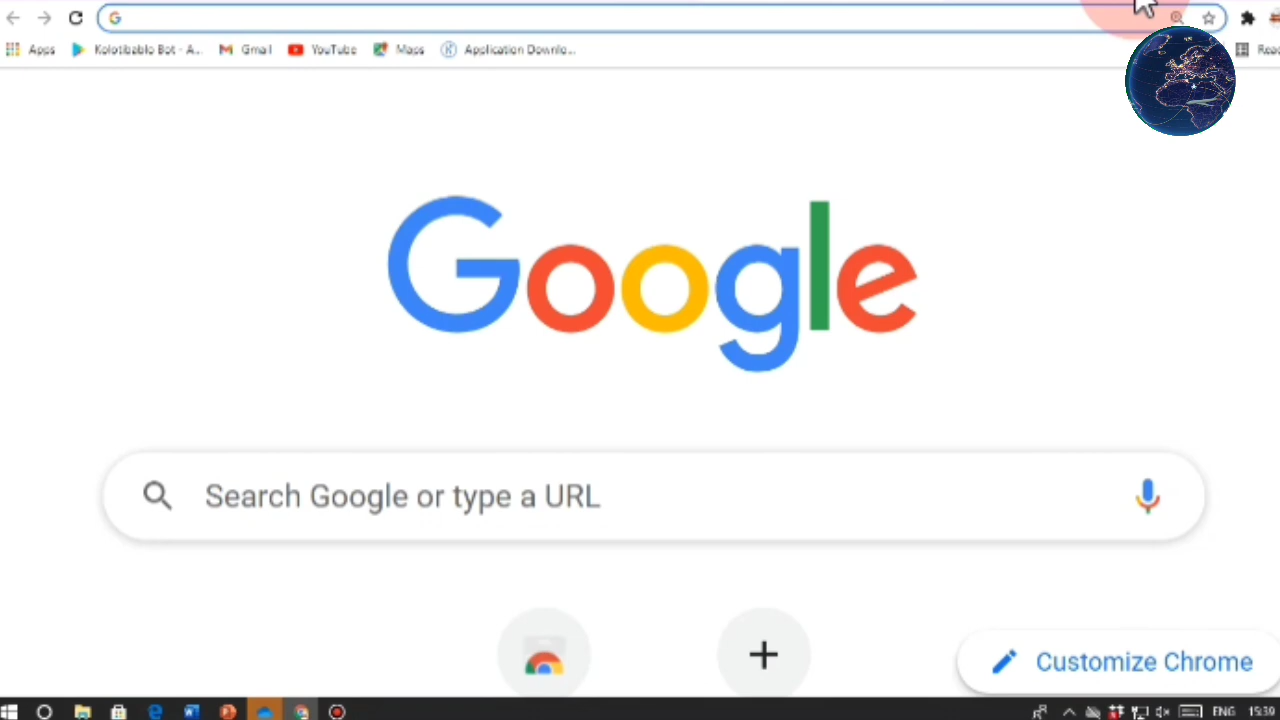 Apps Kolotibablo Bot - A... Gmail YouTube Maps Application Downlo... Read
Google
Search Google or type a URL
Customize Chrome
ENG 15:39